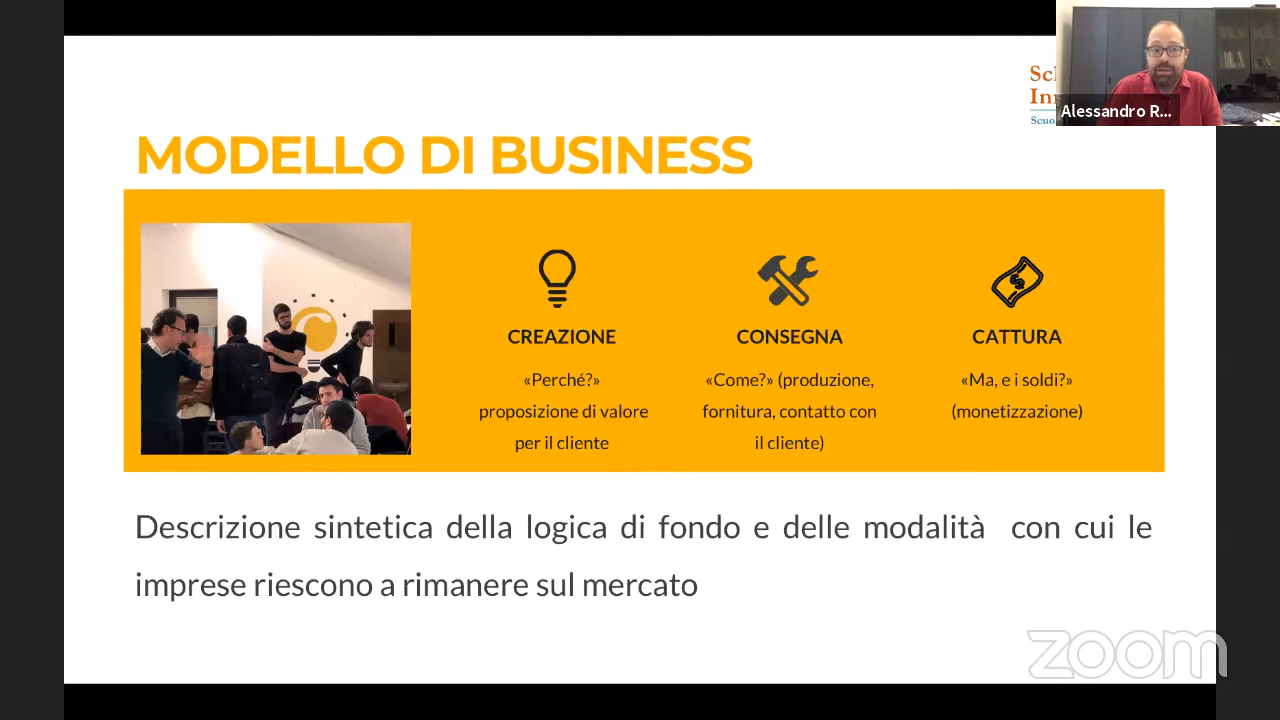 Alessandro R...
MODELLO DI BUSINESS
CREAZIONE
«Perché?»
proposizione di valore
per il cliente
CONSEGNA
«Come?» (produzione,
fornitura, contatto con
il cliente)
CATTURA
«Ma, e i soldi?»
(monetizzazione)
Descrizione sintetica della logica di fondo e delle modalità con cui le
imprese riescono a rimanere sul mercato
zoom